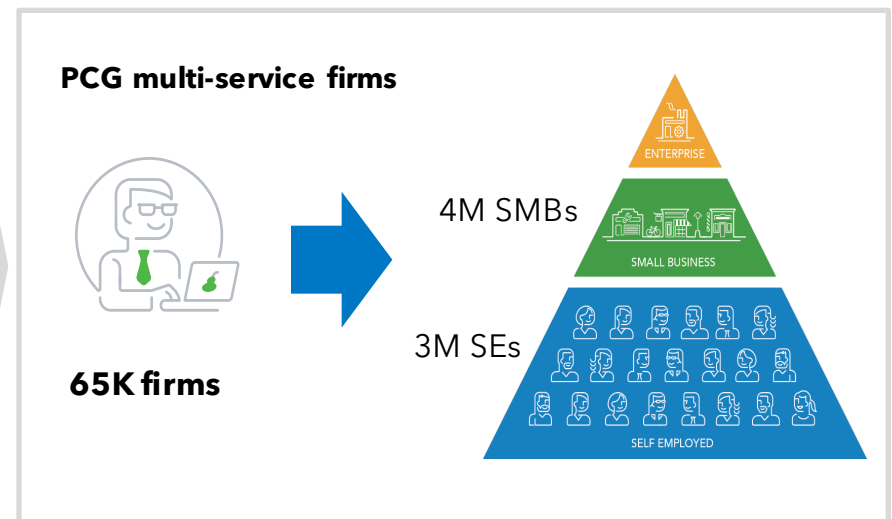 PCG multi-service firms
65K firms
4M SMBs
3M SEs
ENTERPRISE
SMALL BUSINESS
SELF EMPLOYED